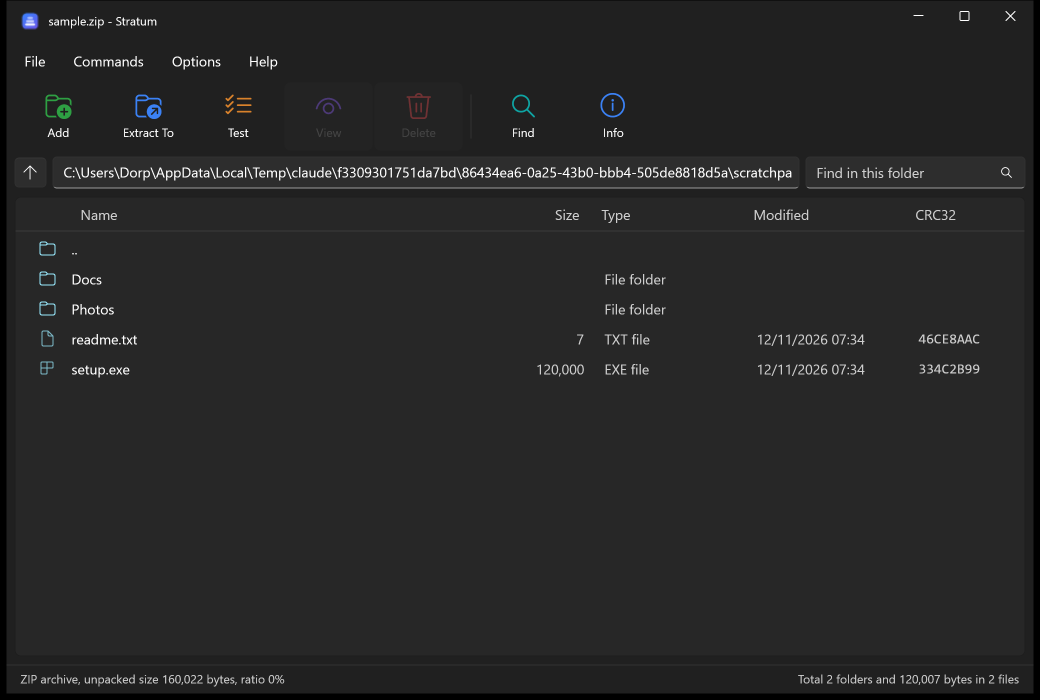 sample.zip - Stratum
File Commands Options Help
Add Extract To Test View Delete Find Info
C:\Users\Dorp\AppData\Local\Temp\claude\f3309301751da7bd\86434ea6-0a25-43b0-bbb4-505de8818d5a\scratchpa Find in this folder
Name Size Type Modified CRC32
..
Docs File folder
Photos File folder
readme.txt 7 TXT file 12/11/2026 07:34 46CE8AAC
setup.exe 120,000 EXE file 12/11/2026 07:34 334C2B99
ZIP archive, unpacked size 160,022 bytes, ratio 0% Total 2 folders and 120,007 bytes in 2 files